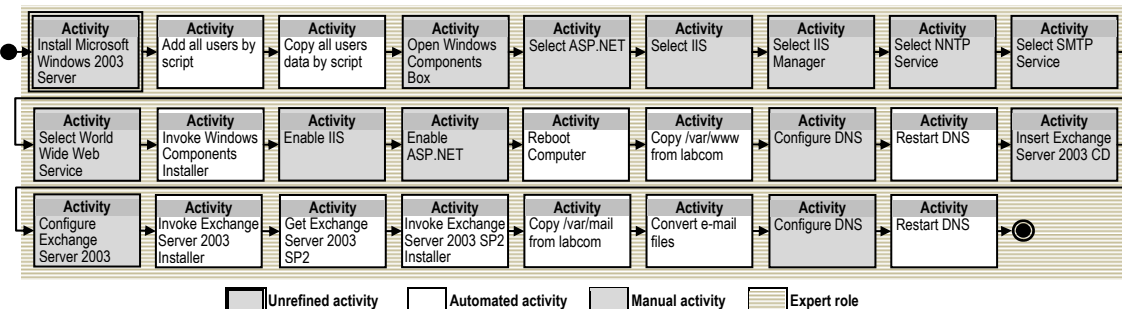 Activity
Install Microsoft
Windows 2003
Server
Activity
Add all users by
script
Activity
Copy all users
data by script
Activity
Open Windows
Components
Box
Activity
Select ASP.NET
Activity
Select IIS
Activity
Select IIS
Manager
Activity
Select NNTP
Service
Activity
Select SMTP
Service
Activity
Select World
Wide Web
Service
Activity
Invoke Windows
Components
Installer
Activity
Enable IIS
Activity
Enable
ASP.NET
Activity
Reboot
Computer
Activity
Copy /var/www
from labcom
Activity
Configure DNS
Activity
Restart DNS
Activity
Insert Exchange
Server 2003 CD
Activity
Configure
Exchange
Server 2003
Activity
Invoke Exchange
Server 2003
Installer
Activity
Get Exchange
Server 2003
SP2
Activity
Invoke Exchange
Server 2003 SP2
Installer
Activity
Copy /var/mail
from labcom
Activity
Convert e-mail
files
Activity
Configure DNS
Activity
Restart DNS
Unrefined activity
Automated activity
Manual activity
Expert role